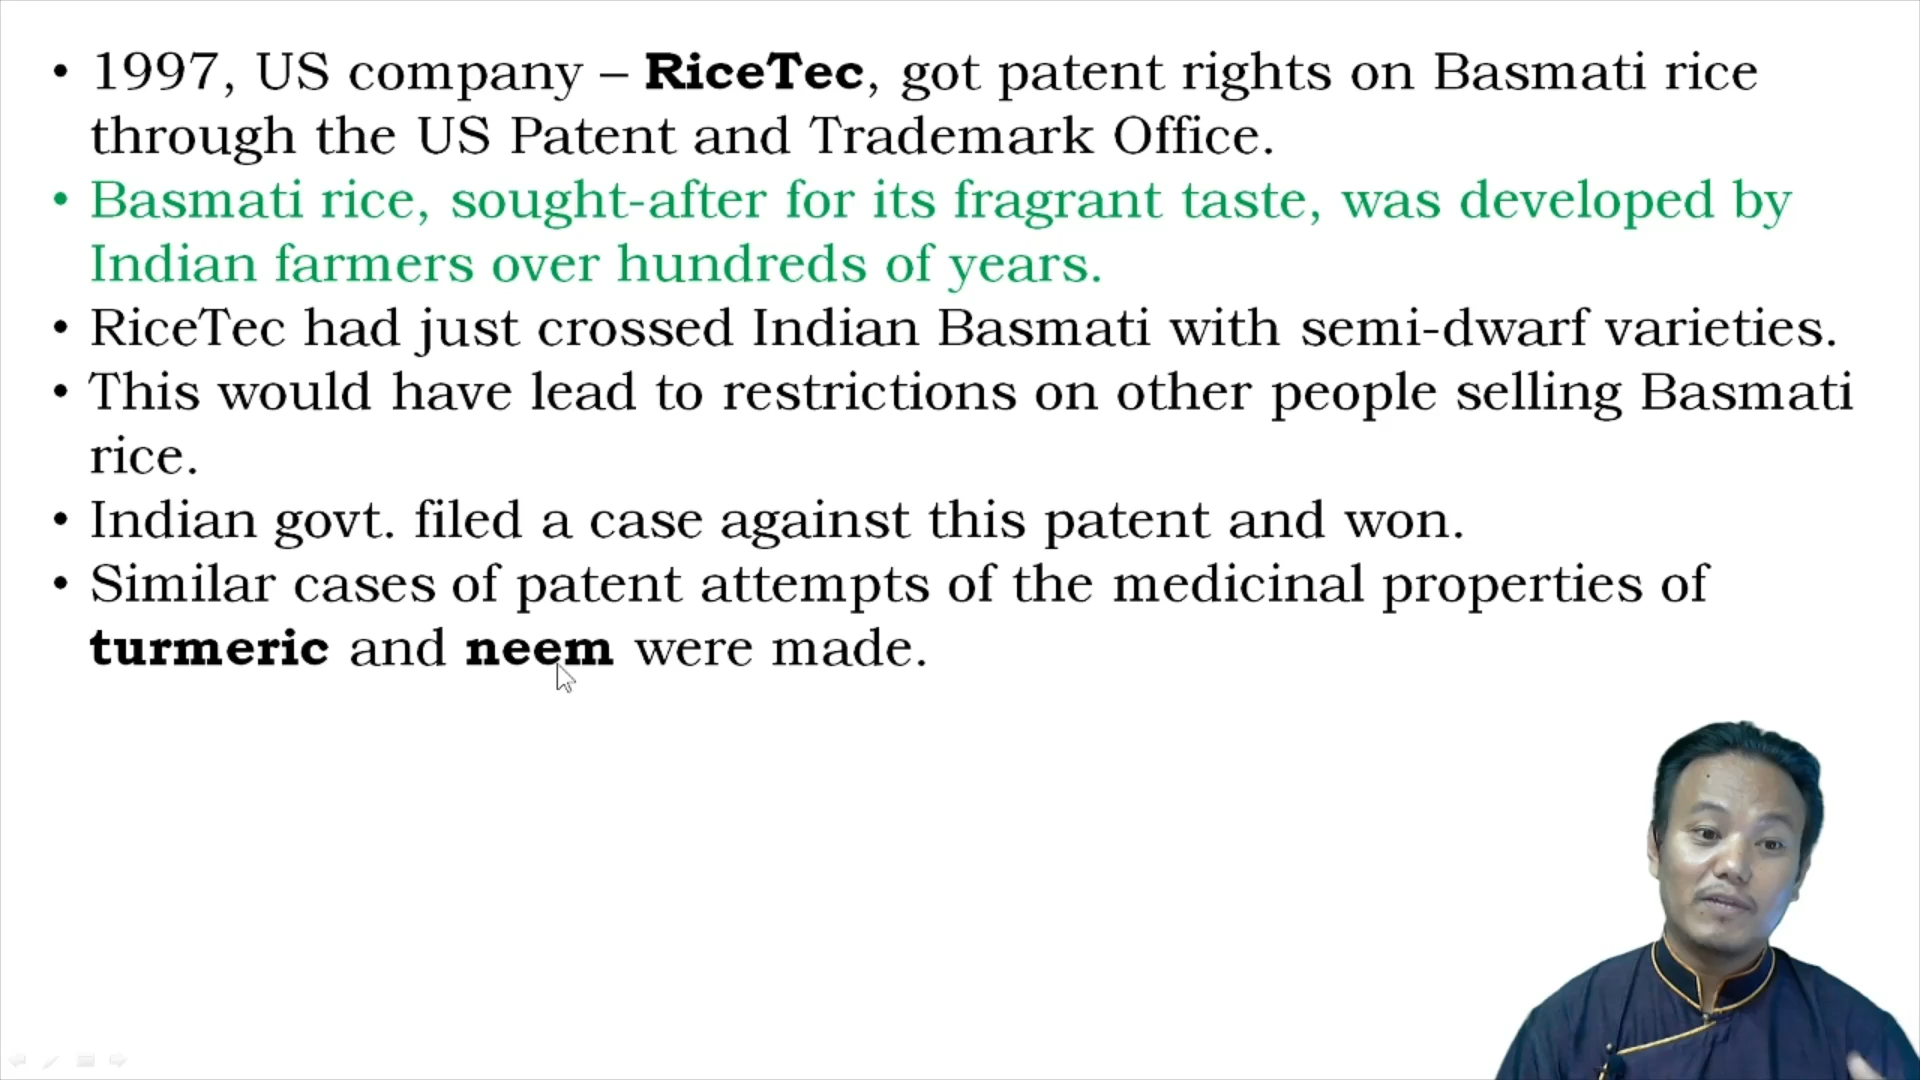 • 1997, US company – RiceTec, got patent rights on Basmati rice
through the US Patent and Trademark Office.
• Basmati rice, sought-after for its fragrant taste, was developed by
Indian farmers over hundreds of years.
• RiceTec had just crossed Indian Basmati with semi-dwarf varieties.
• This would have lead to restrictions on other people selling Basmati
rice.
• Indian govt. filed a case against this patent and won.
• Similar cases of patent attempts of the medicinal properties of
turmeric and neem were made.